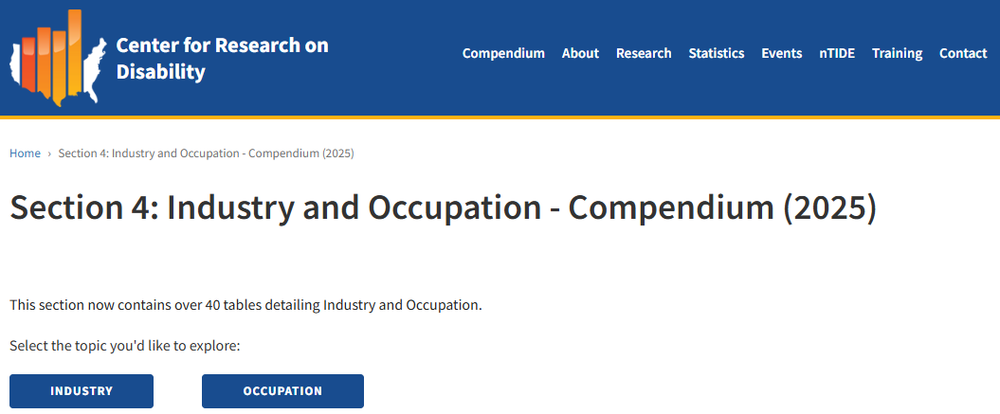 Center for Research on
Disability
Compendium About Research Statistics Events nTIDE Training Contact
Home › Section 4: Industry and Occupation - Compendium (2025)
Section 4: Industry and Occupation - Compendium (2025)
This section now contains over 40 tables detailing Industry and Occupation.
Select the topic you'd like to explore:
INDUSTRY OCCUPATION